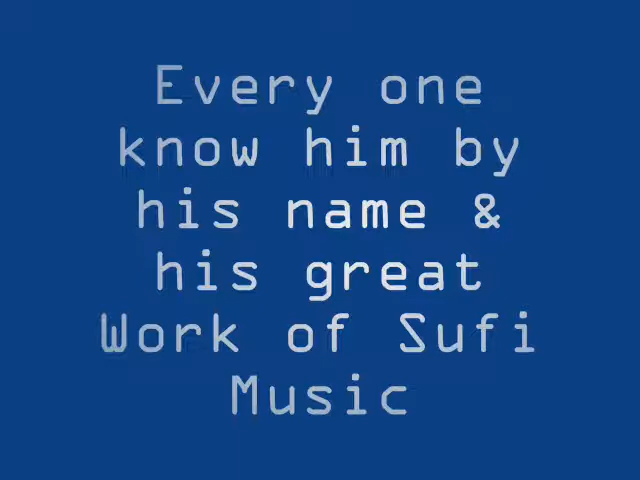 Every one
know him by
his name &
his great
Work of Sufi
Music